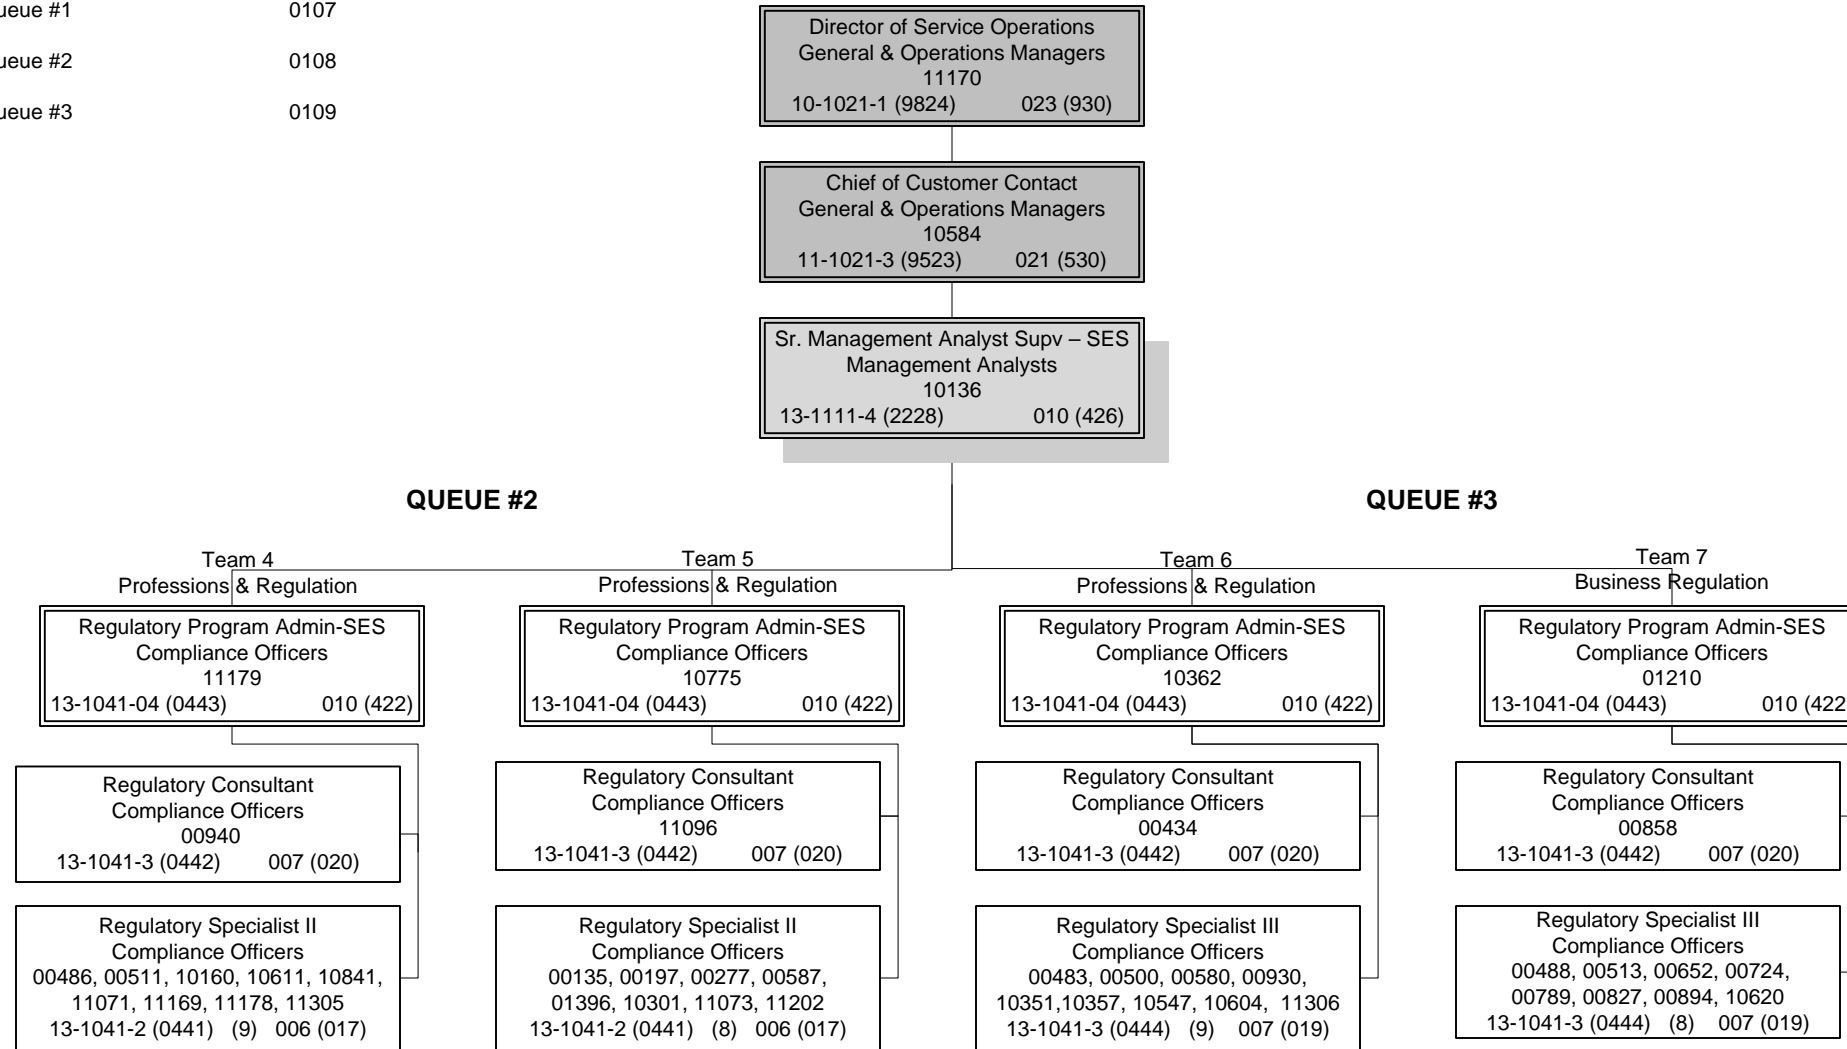 ueue #1 0107
ueue #2 0108
ueue #3 0109
Director of Service Operations
General & Operations Managers
11170
10-1021-1 (9824) 023 (930)
Chief of Customer Contact
General & Operations Managers
10584
11-1021-3 (9523) 021 (530)
Sr. Management Analyst Supv – SES
Management Analysts
10136
13-1111-4 (2228) 010 (426)
QUEUE #2
QUEUE #3
Team 4
Professions & Regulation
Regulatory Program Admin-SES
Compliance Officers
11179
13-1041-04 (0443) 010 (422)
Regulatory Consultant
Compliance Officers
00940
13-1041-3 (0442) 007 (020)
Regulatory Specialist II
Compliance Officers
00486, 00511, 10160, 10611, 10841,
11071, 11169, 11178, 11305
13-1041-2 (0441) (9) 006 (017)
Team 5
Professions & Regulation
Regulatory Program Admin-SES
Compliance Officers
10775
13-1041-04 (0443) 010 (422)
Regulatory Consultant
Compliance Officers
11096
13-1041-3 (0442) 007 (020)
Regulatory Specialist II
Compliance Officers
00135, 00197, 00277, 00587,
01396, 10301, 11073, 11202
13-1041-2 (0441) (8) 006 (017)
Team 6
Professions & Regulation
Regulatory Program Admin-SES
Compliance Officers
10362
13-1041-04 (0443) 010 (422)
Regulatory Consultant
Compliance Officers
00434
13-1041-3 (0442) 007 (020)
Regulatory Specialist III
Compliance Officers
00483, 00500, 00580, 00930,
10351,10357, 10547, 10604, 11306
13-1041-3 (0444) (9) 007 (019)
Team 7
Business Regulation
Regulatory Program Admin-SES
Compliance Officers
01210
13-1041-04 (0443) 010 (422
Regulatory Consultant
Compliance Officers
00858
13-1041-3 (0442) 007 (020)
Regulatory Specialist III
Compliance Officers
00488, 00513, 00652, 00724,
00789, 00827, 00894, 10620
13-1041-3 (0444) (8) 007 (019)